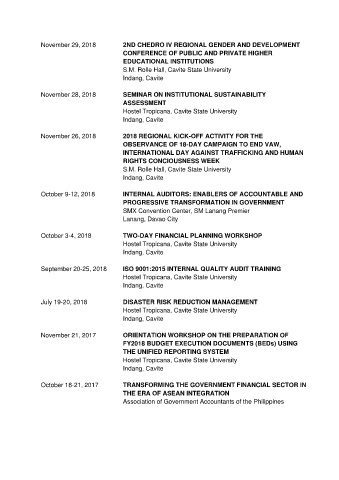 November 29, 2018 2ND CHEDRO IV REGIONAL GENDER AND DEVELOPMENT
CONFERENCE OF PUBLIC AND PRIVATE HIGHER
EDUCATIONAL INSTITUTIONS
S.M. Rolle Hall, Cavite State University
Indang, Cavite
November 28, 2018 SEMINAR ON INSTITUTIONAL SUSTAINABILITY
ASSESSMENT
Hostel Tropicana, Cavite State University
Indang, Cavite
November 26, 2018 2018 REGIONAL KICK-OFF ACTIVITY FOR THE
OBSERVANCE OF 18-DAY CAMPAIGN TO END VAW,
INTERNATIONAL DAY AGAINST TRAFFICKING AND HUMAN
RIGHTS CONCIOUSNESS WEEK
S.M. Rolle Hall, Cavite State University
Indang, Cavite
October 9-12, 2018 INTERNAL AUDITORS: ENABLERS OF ACCOUNTABLE AND
PROGRESSIVE TRANSFORMATION IN GOVERNMENT
SMX Convention Center, SM Lanang Premier
Lanang, Davao City
October 3-4, 2018 TWO-DAY FINANCIAL PLANNING WORKSHOP
Hostel Tropicana, Cavite State University
Indang, Cavite
September 20-25, 2018 ISO 9001:2015 INTERNAL QUALITY AUDIT TRAINING
Hostel Tropicana, Cavite State University
Indang, Cavite
July 19-20, 2018 DISASTER RISK REDUCTION MANAGEMENT
Hostel Tropicana, Cavite State University
Indang, Cavite
November 21, 2017 ORIENTATION WORKSHOP ON THE PREPARATION OF
FY2018 BUDGET EXECUTION DOCUMENTS (BEDs) USING
THE UNIFIED REPORTING SYSTEM
Hostel Tropicana, Cavite State University
Indang, Cavite
October 18-21, 2017 TRANSFORMING THE GOVERNMENT FINANCIAL SECTOR IN
THE ERA OF ASEAN INTEGRATION
Association of Government Accountants of the Philippines